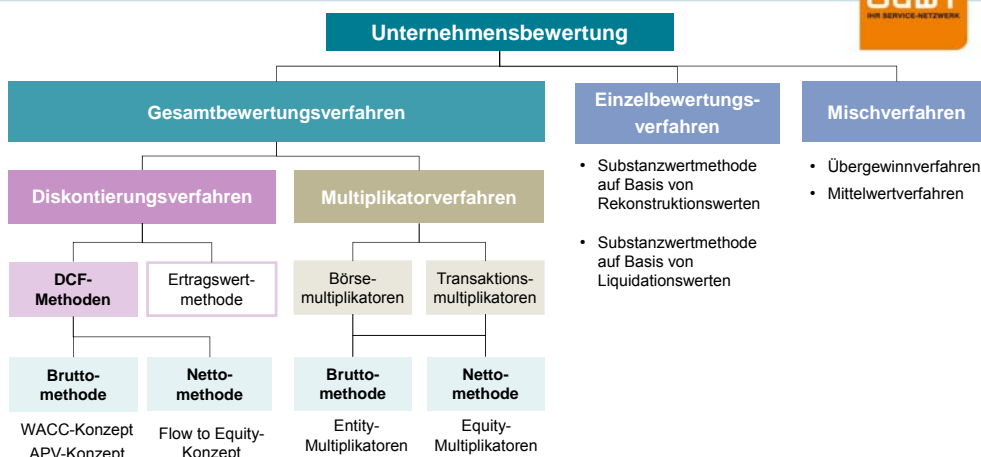 IHR SERVICE-NETZWERK
Unternehmensbewertung
Gesamtbewertungsverfahren
Einzelbewertungs-
verfahren
Mischverfahren
• Substanzwertmethode
auf Basis von
Rekonstruktionswerten
• Substanzwertmethode
auf Basis von
Liquidationswerten
• Übergewinnverfahren
• Mittelwertverfahren
Diskontierungsverfahren
Multiplikatorverfahren
DCF-
Methoden
Ertragswert-
methode
Börse-
multiplikatoren
Transaktions-
multiplikatoren
Brutto-
methode
Netto-
methode
Brutto-
methode
Netto-
methode
WACC-Konzept
APV-Konzept
Flow to Equity-
Konzept
Entity-
Multiplikatoren
Equity-
Multiplikatoren